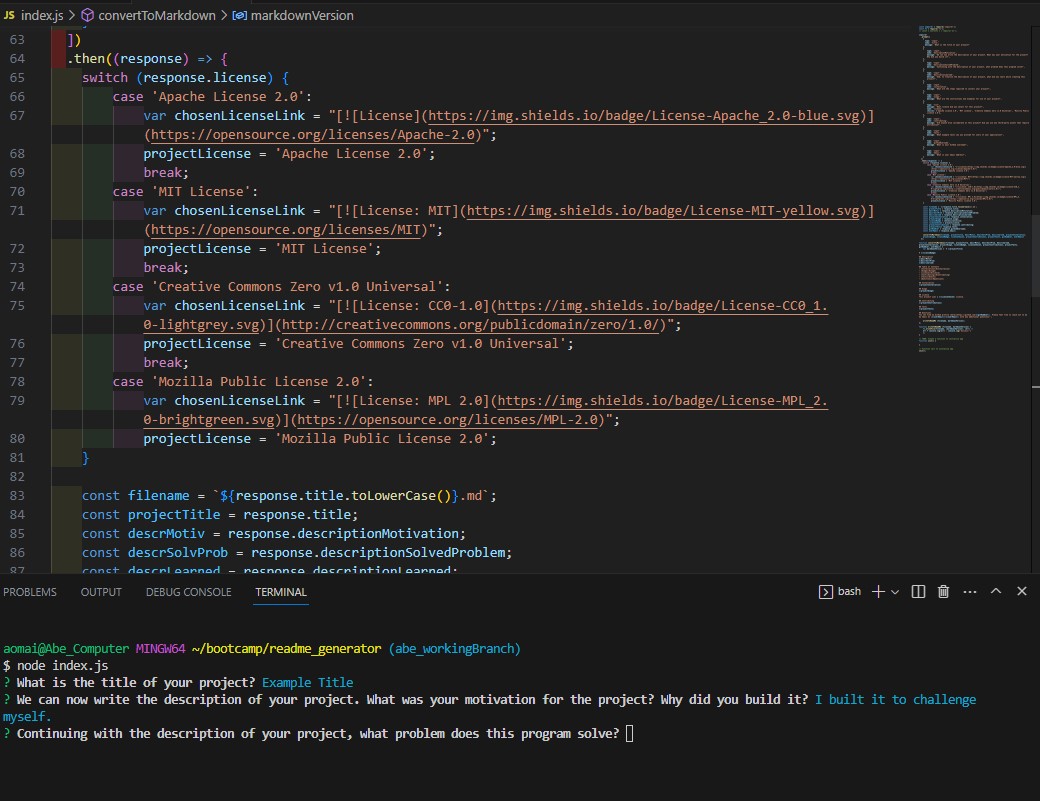 JS index.js > convertToMarkdown > markdownVersion
63 ])
64 .then((response) => {
65 switch (response.license) {
66 case 'Apache License 2.0':
67 var chosenLicenseLink = "[![License](https://img.shields.io/badge/License-Apache_2.0-blue.svg)]
(https://opensource.org/licenses/Apache-2.0)";
68 projectLicense = 'Apache License 2.0';
69 break;
70 case 'MIT License':
71 var chosenLicenseLink = "[![License: MIT](https://img.shields.io/badge/License-MIT-yellow.svg)]
(https://opensource.org/licenses/MIT)";
72 projectLicense = 'MIT License';
73 break;
74 case 'Creative Commons Zero v1.0 Universal':
75 var chosenLicenseLink = "[![License: CC0-1.0](https://img.shields.io/badge/License-CC0_1.
0-lightgrey.svg)](http://creativecommons.org/publicdomain/zero/1.0/)";
76 projectLicense = 'Creative Commons Zero v1.0 Universal';
77 break;
78 case 'Mozilla Public License 2.0':
79 var chosenLicenseLink = "[![License: MPL 2.0](https://img.shields.io/badge/License-MPL_2.
0-brightgreen.svg)](https://opensource.org/licenses/MPL-2.0)";
80 projectLicense = 'Mozilla Public License 2.0';
81 }
82
83 const filename = `${response.title.toLowerCase()}.md`;
84 const projectTitle = response.title;
85 const descrMotiv = response.descriptionMotivation;
86 const descrSolvProb = response.descriptionSolvedProblem;
87 const descrLearned = response.descriptionLearned;
PROBLEMS OUTPUT DEBUG CONSOLE TERMINAL bash
aomai@Abe_Computer MINGW64 ~/bootcamp/readme_generator (abe_workingBranch)
$ node index.js
? What is the title of your project? Example Title
? We can now write the description of your project. What was your motivation for the project? Why did you build it? I built it to challenge
myself.
? Continuing with the description of your project, what problem does this program solve?